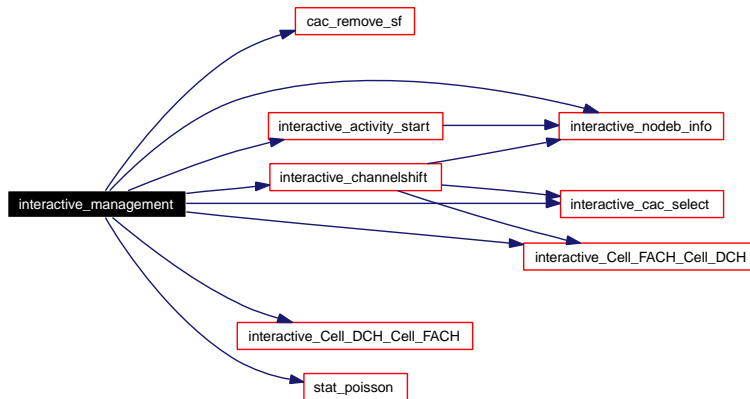 cac_remove_sf
interactive_activity_start
interactive_nodeb_info
interactive_channelshift
interactive_management
interactive_cac_select
interactive_Cell_FACH_Cell_DCH
interactive_Cell_DCH_Cell_FACH
stat_poisson